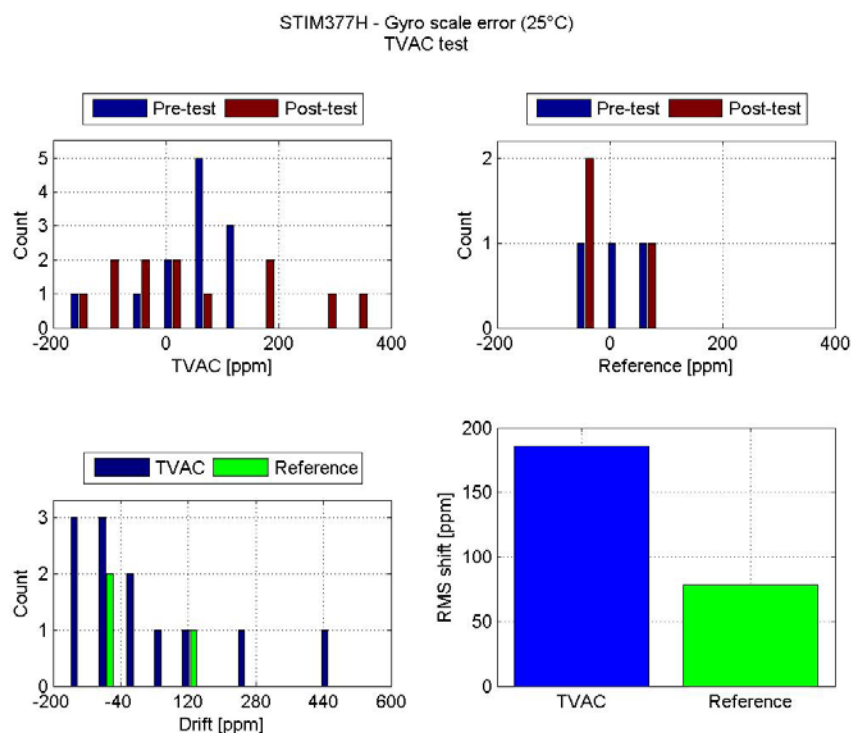 STIM377H - Gyro scale error (25°C)
TVAC test
Pre-test Post-test
5
4
3
2
1
0
Count
-200 0 200 400
TVAC [ppm]
Pre-test Post-test
2
1
0
Count
-200 0 200 400
Reference [ppm]
TVAC Reference
3
2
1
0
Count
-200 -40 120 280 440 600
Drift [ppm]
200
150
100
50
0
RMS shift [ppm]
TVAC Reference